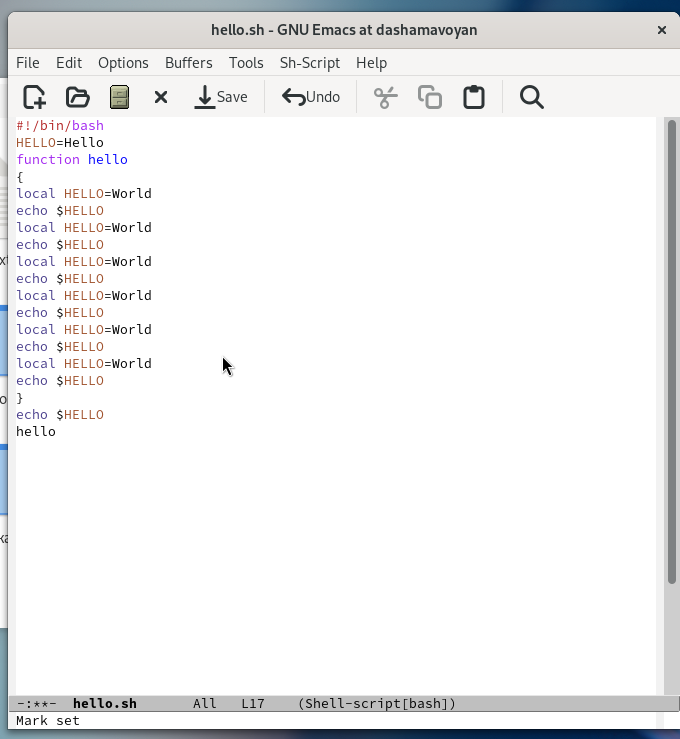 hello.sh - GNU Emacs at dashamavoyan
File Edit Options Buffers Tools Sh-Script Help
Save Undo
#!/bin/bash
HELLO=Hello
function hello
{
local HELLO=World
echo $HELLO
local HELLO=World
echo $HELLO
local HELLO=World
echo $HELLO
local HELLO=World
echo $HELLO
local HELLO=World
echo $HELLO
local HELLO=World
echo $HELLO
}
echo $HELLO
hello
-:**- hello.sh All L17 (Shell-script[bash])
Mark set